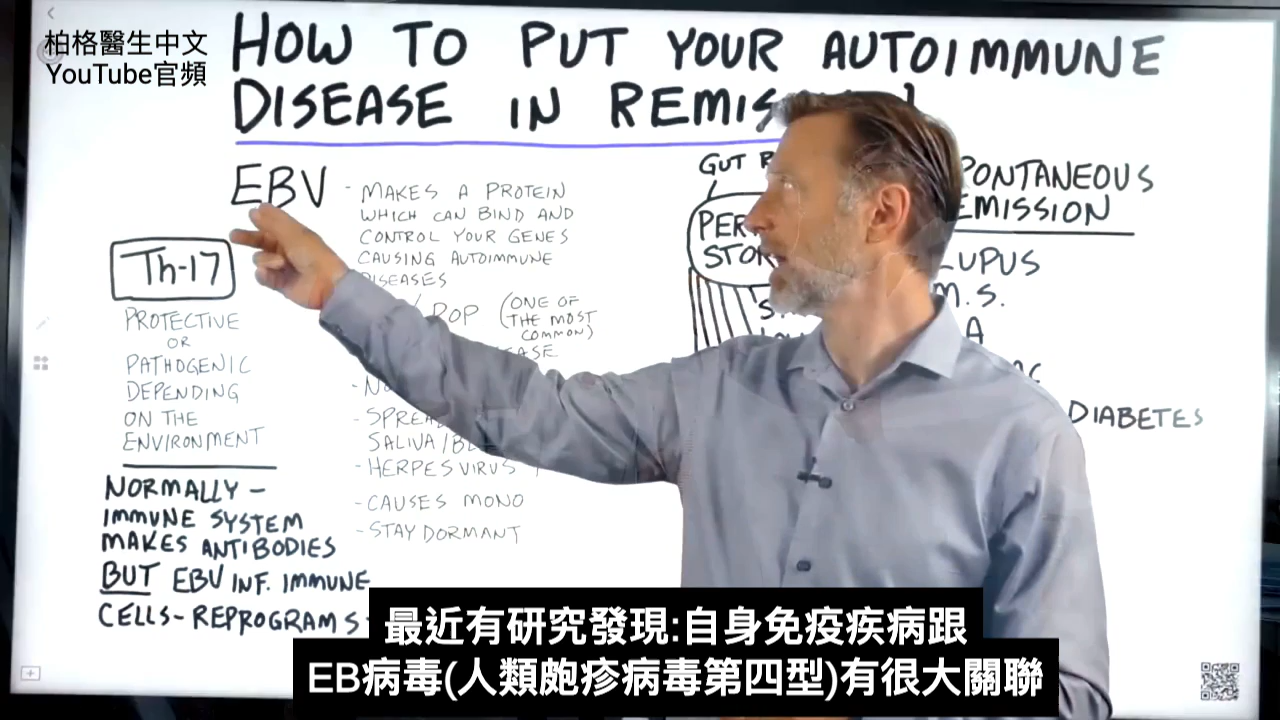 柏格醫生中文
YouTube官頻
HOW TO PUT YOUR AUTOIMMUNE
DISEASE IN
EBV
- MAKES A PROTEIN
WHICH CAN BIND AND
CONTROL YOUR GENES
CAUSING AUTOIMMUNE
DISEASES
POP (ONE OF
THE MOST
COMMON)
- SPREAD
SALIVA/
- HERPES VIRUS
- CAUSES MONO
- STAY DORMANT
Th-17
PROTECTIVE
OR
PATHOGENIC
DEPENDING
ON THE
ENVIRONMENT
NORMALLY -
IMMUNE SYSTEM
MAKES ANTIBODIES
BUT EBV INF. IMMUNE
CELLS - REPROGRAMS
GUT
SPONTANEOUS
REMISSION
LUPUS
M.S.
DIABETES
最近有研究發現:自身免疫疾病跟
EB病毒(人類皰疹病毒第四型)有很大關聯